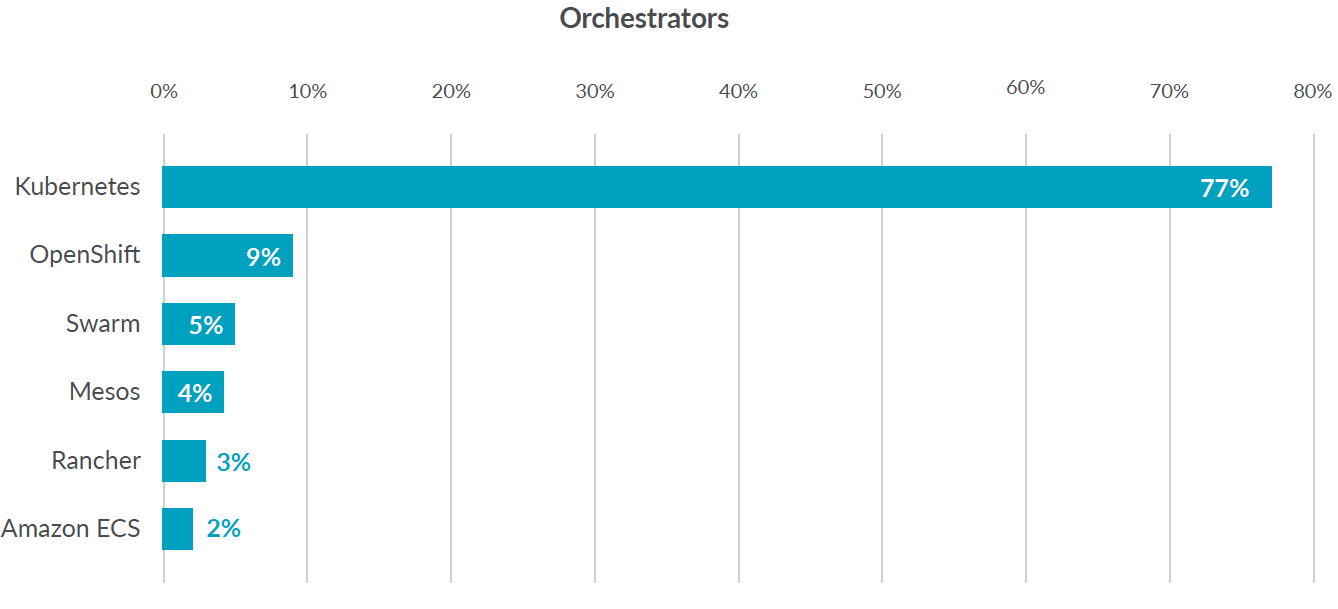 Orchestrators
0% 10% 20% 30% 40% 50% 60% 70% 80%
Kubernetes 77%
OpenShift 9%
Swarm 5%
Mesos 4%
Rancher 3%
Amazon ECS 2%